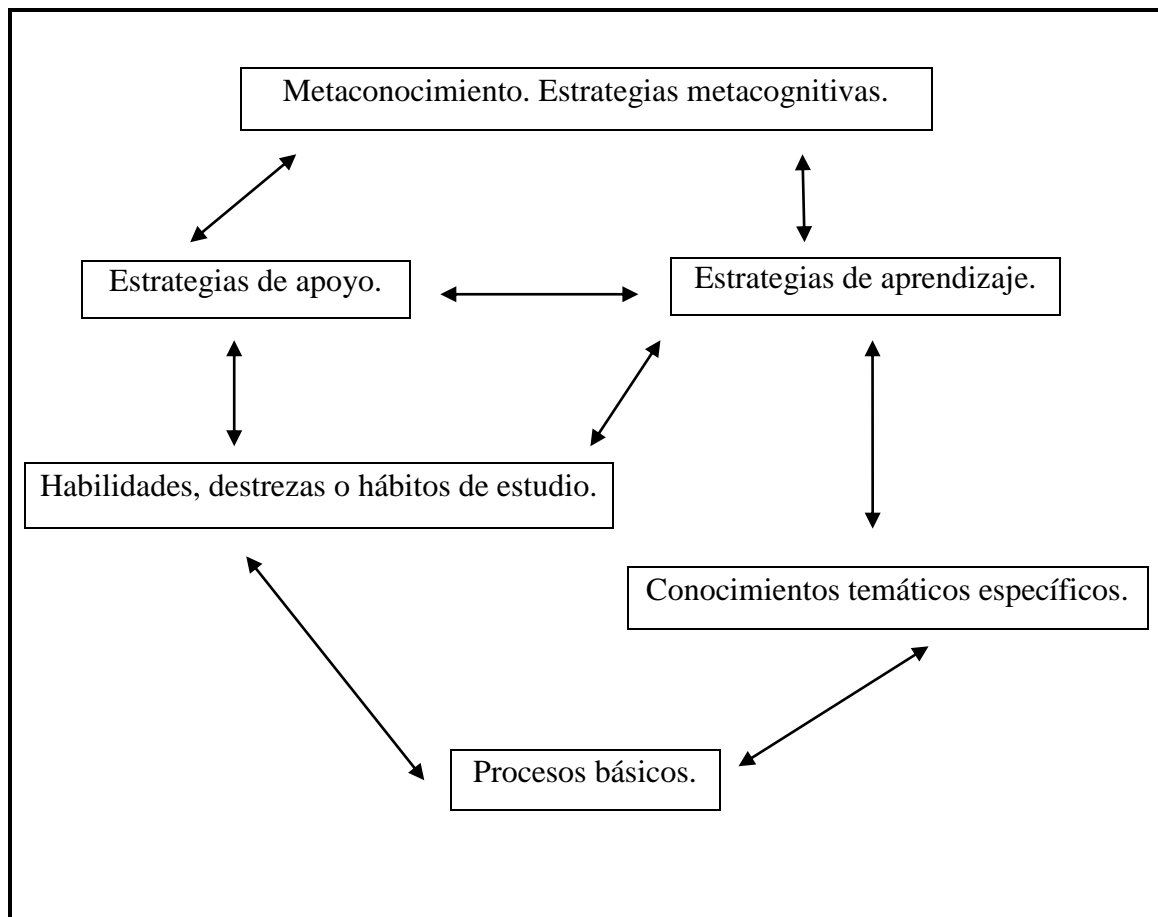 Metaconocimiento. Estrategias metacognitivas.
Estrategias de apoyo.
Estrategias de aprendizaje.
Habilidades, destrezas o hábitos de estudio.
Conocimientos temáticos específicos.
Procesos básicos.